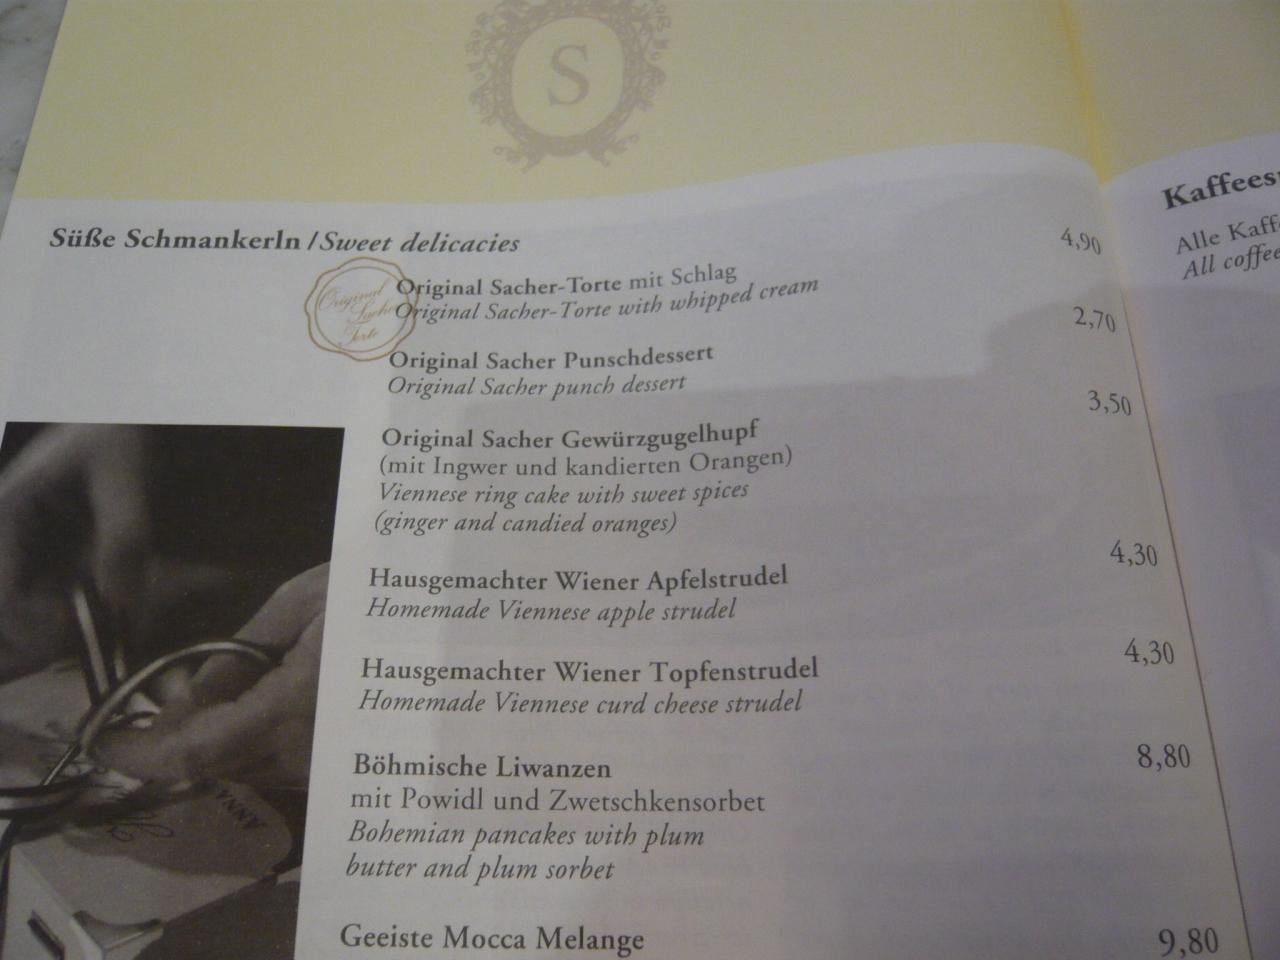 S
Süße Schmankerln / Sweet delicacies
Original Sacher Torte
Original Sacher-Torte mit Schlag 4,90
Original Sacher-Torte with whipped cream
Original Sacher Punschdessert 2,70
Original Sacher punch dessert
Original Sacher Gewürzgugelhupf 3,50
(mit Ingwer und kandierten Orangen)
Viennese ring cake with sweet spices
(ginger and candied oranges)
Hausgemachter Wiener Apfelstrudel 4,30
Homemade Viennese apple strudel
Hausgemachter Wiener Topfenstrudel 4,30
Homemade Viennese curd cheese strudel
Böhmische Liwanzen 8,80
mit Powidl und Zwetschkensorbet
Bohemian pancakes with plum
butter and plum sorbet
Geeiste Mocca Melange 9,80
ANNA
Kaffees
Alle Kaff
All coffee